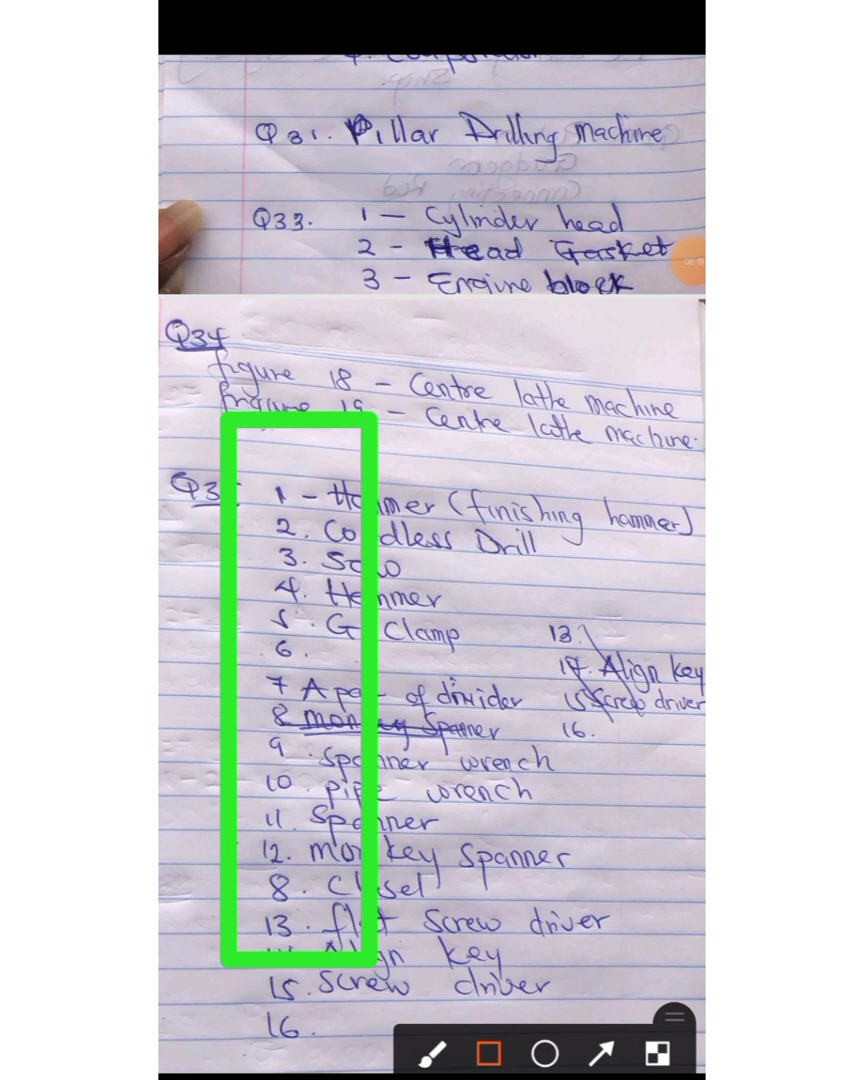 Q31. Pillar Drilling Machine
Q33. 1 - Cylinder head
2 - Head Gasket
3 - Engine block
Q34
figure 18 - Centre lathe machine
figure 19 - Centre lathe machine.
Q3 1 - Hammer (finishing hammer)
2. Cordless Drill
3. Saw
4. Hammer
5. G Clamp
6.
7 A pair of divider
8 monkey Spanner
9. Spanner wrench
10. pipe wrench
11. Spanner
12. monkey Spanner
8. Chisel
13. flat Screw driver
Align key
15. Screw driver
16.
13.
14. Align key
15 Screw driver
16.